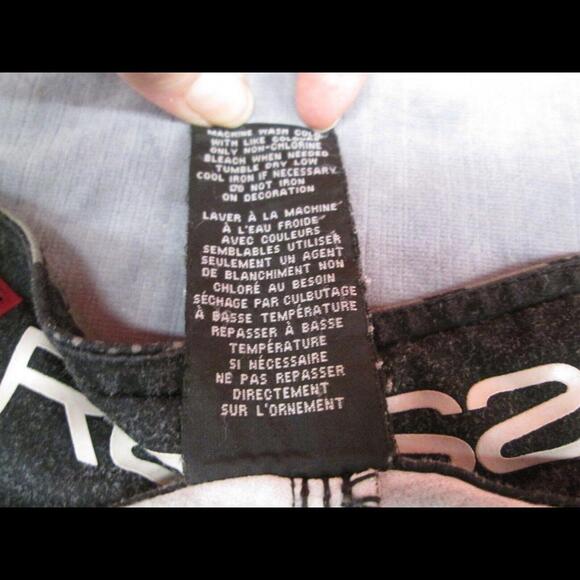 MACHINE WASH COLD
WITH LIKE COLOURS
ONLY NON-CHLORINE
BLEACH WHEN NEEDED
TUMBLE DRY LOW
COOL IRON IF NECESSARY
DO NOT IRON
ON DECORATION
LAVER À LA MACHINE
À L'EAU FROIDE
AVEC COULEURS
SEMBLABLES UTILISER
SEULEMENT UN AGENT
DE BLANCHIMENT NON
CHLORÉ AU BESOIN
SÉCHAGE PAR CULBUTAGE
À BASSE TEMPÉRATURE
REPASSER À BASSE
TEMPÉRATURE
SI NÉCESSAIRE
NE PAS REPASSER
DIRECTEMENT
SUR L'ORNEMENT